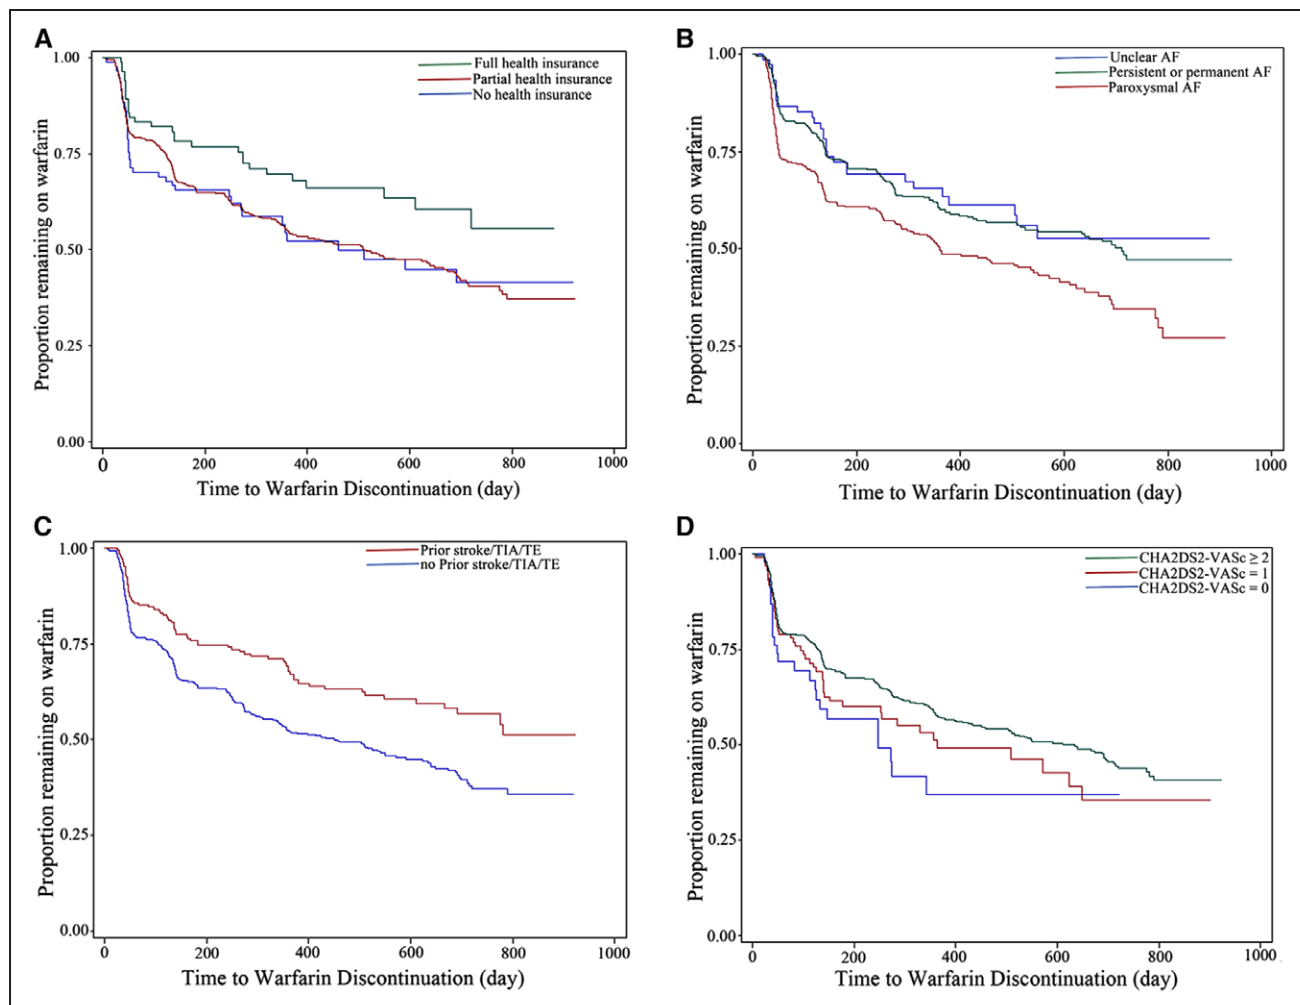 A
1.00
0.75
0.50
0.25
0.00
Proportion remaining on warfarin
Full health insurance
Partial health insurance
No health insurance
0 200 400 600 800 1000
Time to Warfarin Discontinuation (day)
B
1.00
0.75
0.50
0.25
0.00
Proportion remaining on warfarin
Unclear AF
Persistent or permanent AF
Paroxysmal AF
0 200 400 600 800 1000
Time to Warfarin Discontinuation (day)
C
1.00
0.75
0.50
0.25
0.00
Proportion remaining on warfarin
Prior stroke/TIA/TE
no Prior stroke/TIA/TE
0 200 400 600 800 1000
Time to Warfarin Discontinuation (day)
D
1.00
0.75
0.50
0.25
0.00
Proportion remaining on warfarin
CHA2DS2-VASc ≥ 2
CHA2DS2-VASc = 1
CHA2DS2-VASc = 0
0 200 400 600 800 1000
Time to Warfarin Discontinuation (day)